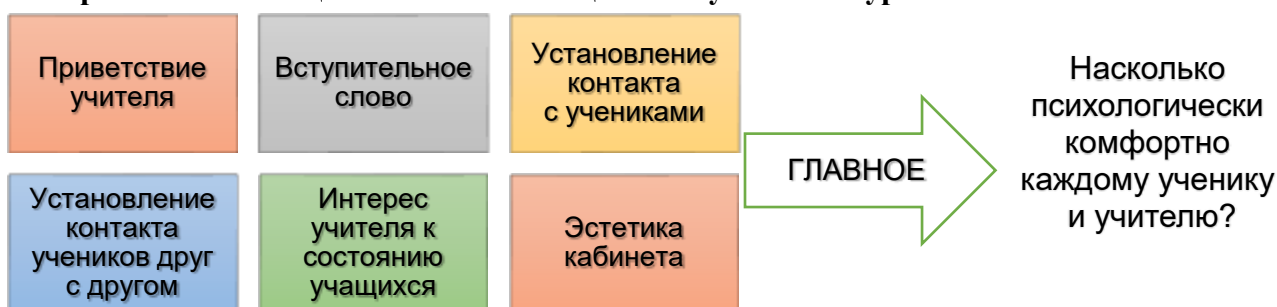 Приветствие
учителя
Вступительное
слово
Установление
контакта
с учениками
Установление
контакта
учеников друг
с другом
Интерес
учителя к
состоянию
учащихся
Эстетика
кабинета
ГЛАВНОЕ
Насколько
психологически
комфортно
каждому ученику
и учителю?